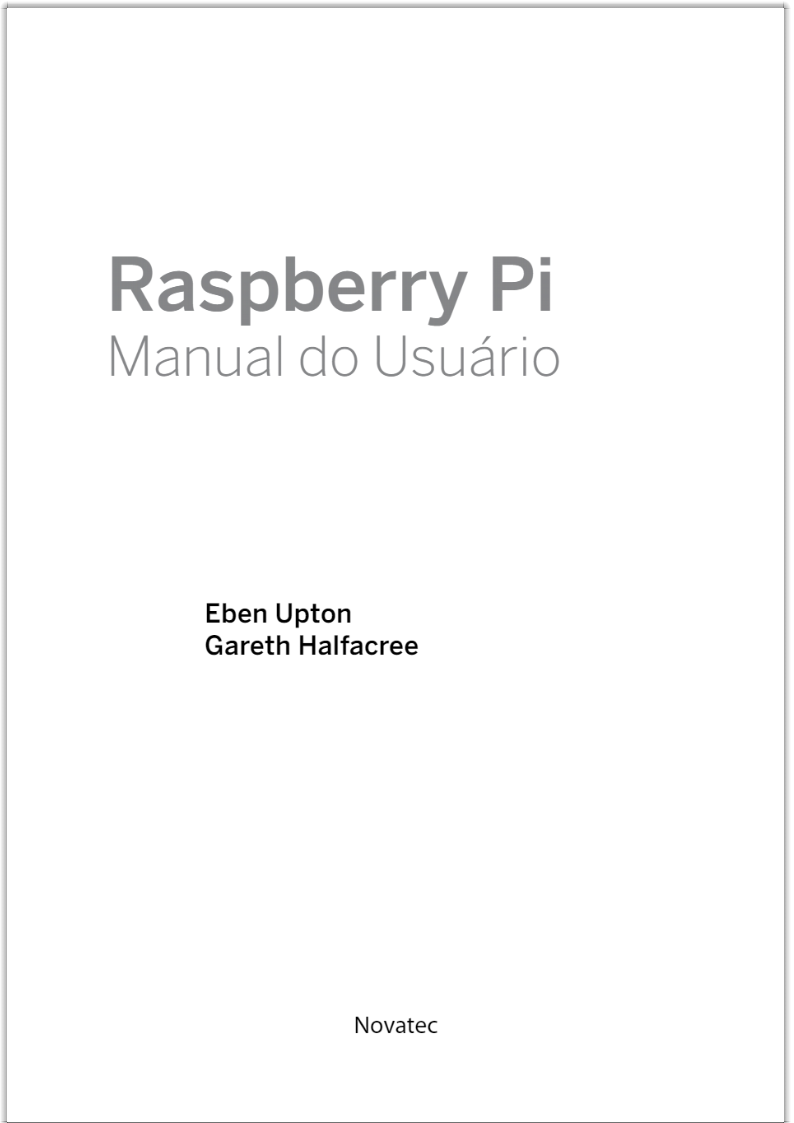 Raspberry Pi
Manual do Usuário
Eben Upton
Gareth Halfacree
Novatec